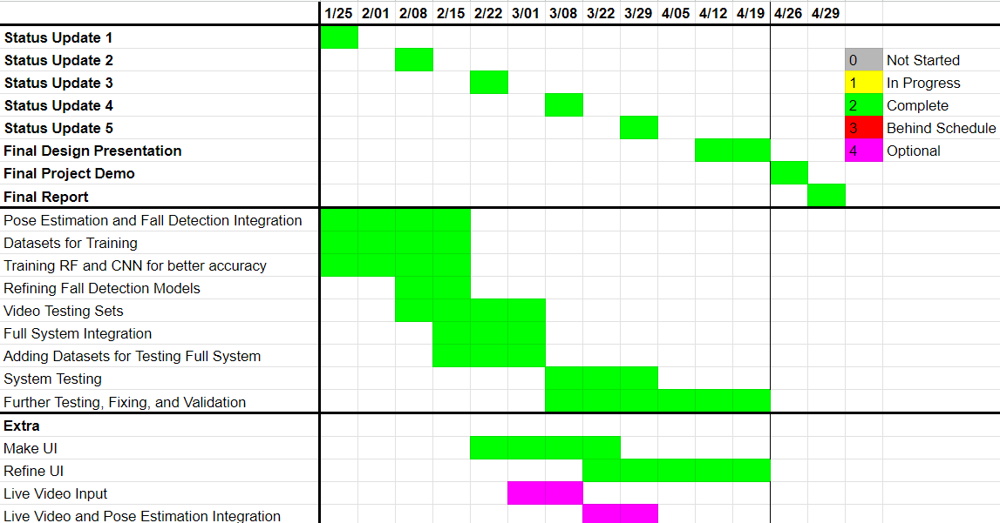 1/25 2/01 2/08 2/15 2/22 3/01 3/08 3/22 3/29 4/05 4/12 4/19 4/26 4/29
Status Update 1
Status Update 2 0 Not Started
Status Update 3 1 In Progress
Status Update 4 2 Complete
Status Update 5 3 Behind Schedule
Final Design Presentation 4 Optional
Final Project Demo
Final Report
Pose Estimation and Fall Detection Integration
Datasets for Training
Training RF and CNN for better accuracy
Refining Fall Detection Models
Video Testing Sets
Full System Integration
Adding Datasets for Testing Full System
System Testing
Further Testing, Fixing, and Validation
Extra
Make UI
Refine UI
Live Video Input
Live Video and Pose Estimation Integration